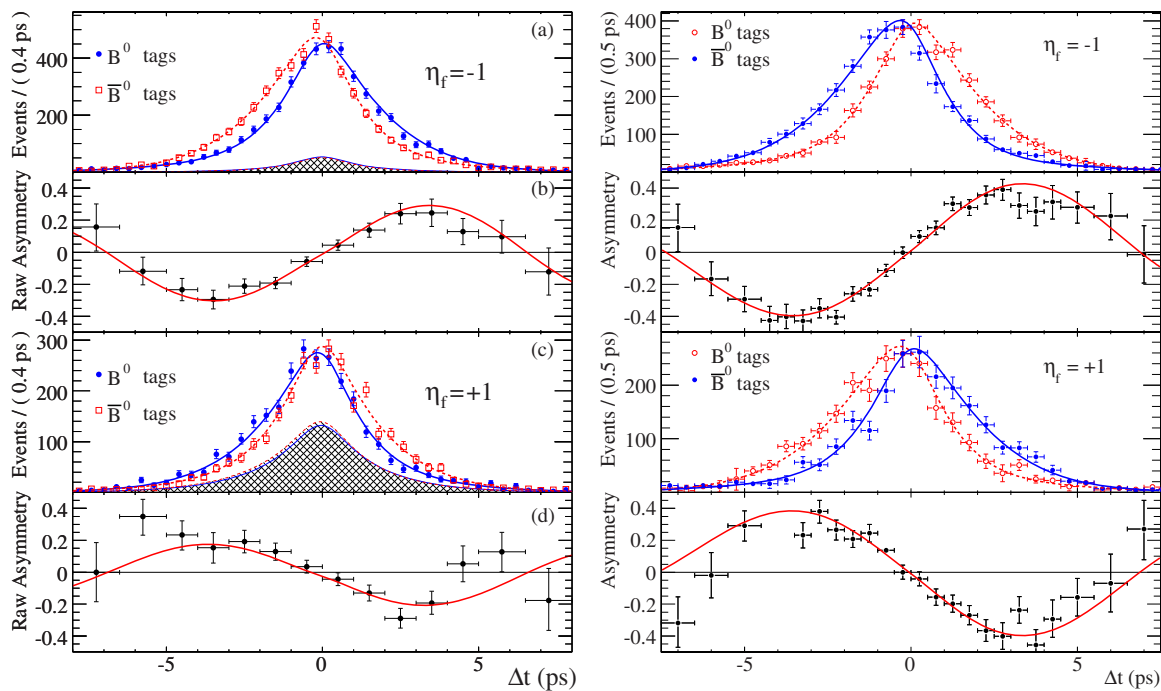 Events / ( 0.4 ps )
400
200
B⁰ tags
B̅⁰ tags
(a)
η_f = -1
Raw Asymmetry
0.4
0.2
0
-0.2
-0.4
(b)
Events / ( 0.4 ps )
300
200
100
B⁰ tags
B̅⁰ tags
(c)
η_f = +1
Raw Asymmetry
0.4
0.2
0
-0.2
-0.4
(d)
-5
0
5
Δt (ps)
Events / (0.5 ps)
400
300
200
100
B⁰ tags
B̅⁰ tags
η_f = -1
Asymmetry
0.4
0.2
0
-0.2
-0.4
Events / (0.5 ps)
200
100
B⁰ tags
B̅⁰ tags
η_f = +1
Asymmetry
0.4
0.2
0
-0.2
-0.4
-5
0
5
Δt (ps)